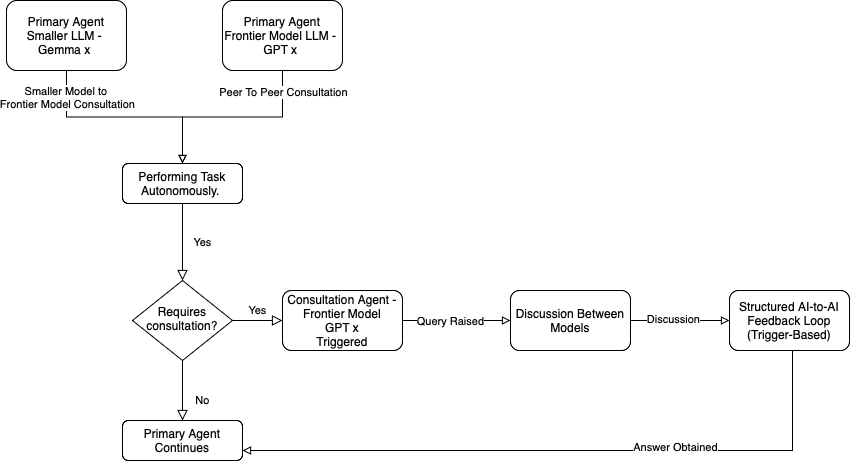 Primary Agent
Smaller LLM -
Gemma x
Primary Agent
Frontier Model LLM -
GPT x
Smaller Model to
Frontier Model Consultation
Peer To Peer Consultation
Performing Task
Autonomously.
Yes
Requires
consultation?
Yes
Consultation Agent -
Frontier Model
GPT x
Triggered
Query Raised
Discussion Between
Models
Discussion
Structured AI-to-AI
Feedback Loop
(Trigger-Based)
No
Primary Agent
Continues
Answer Obtained